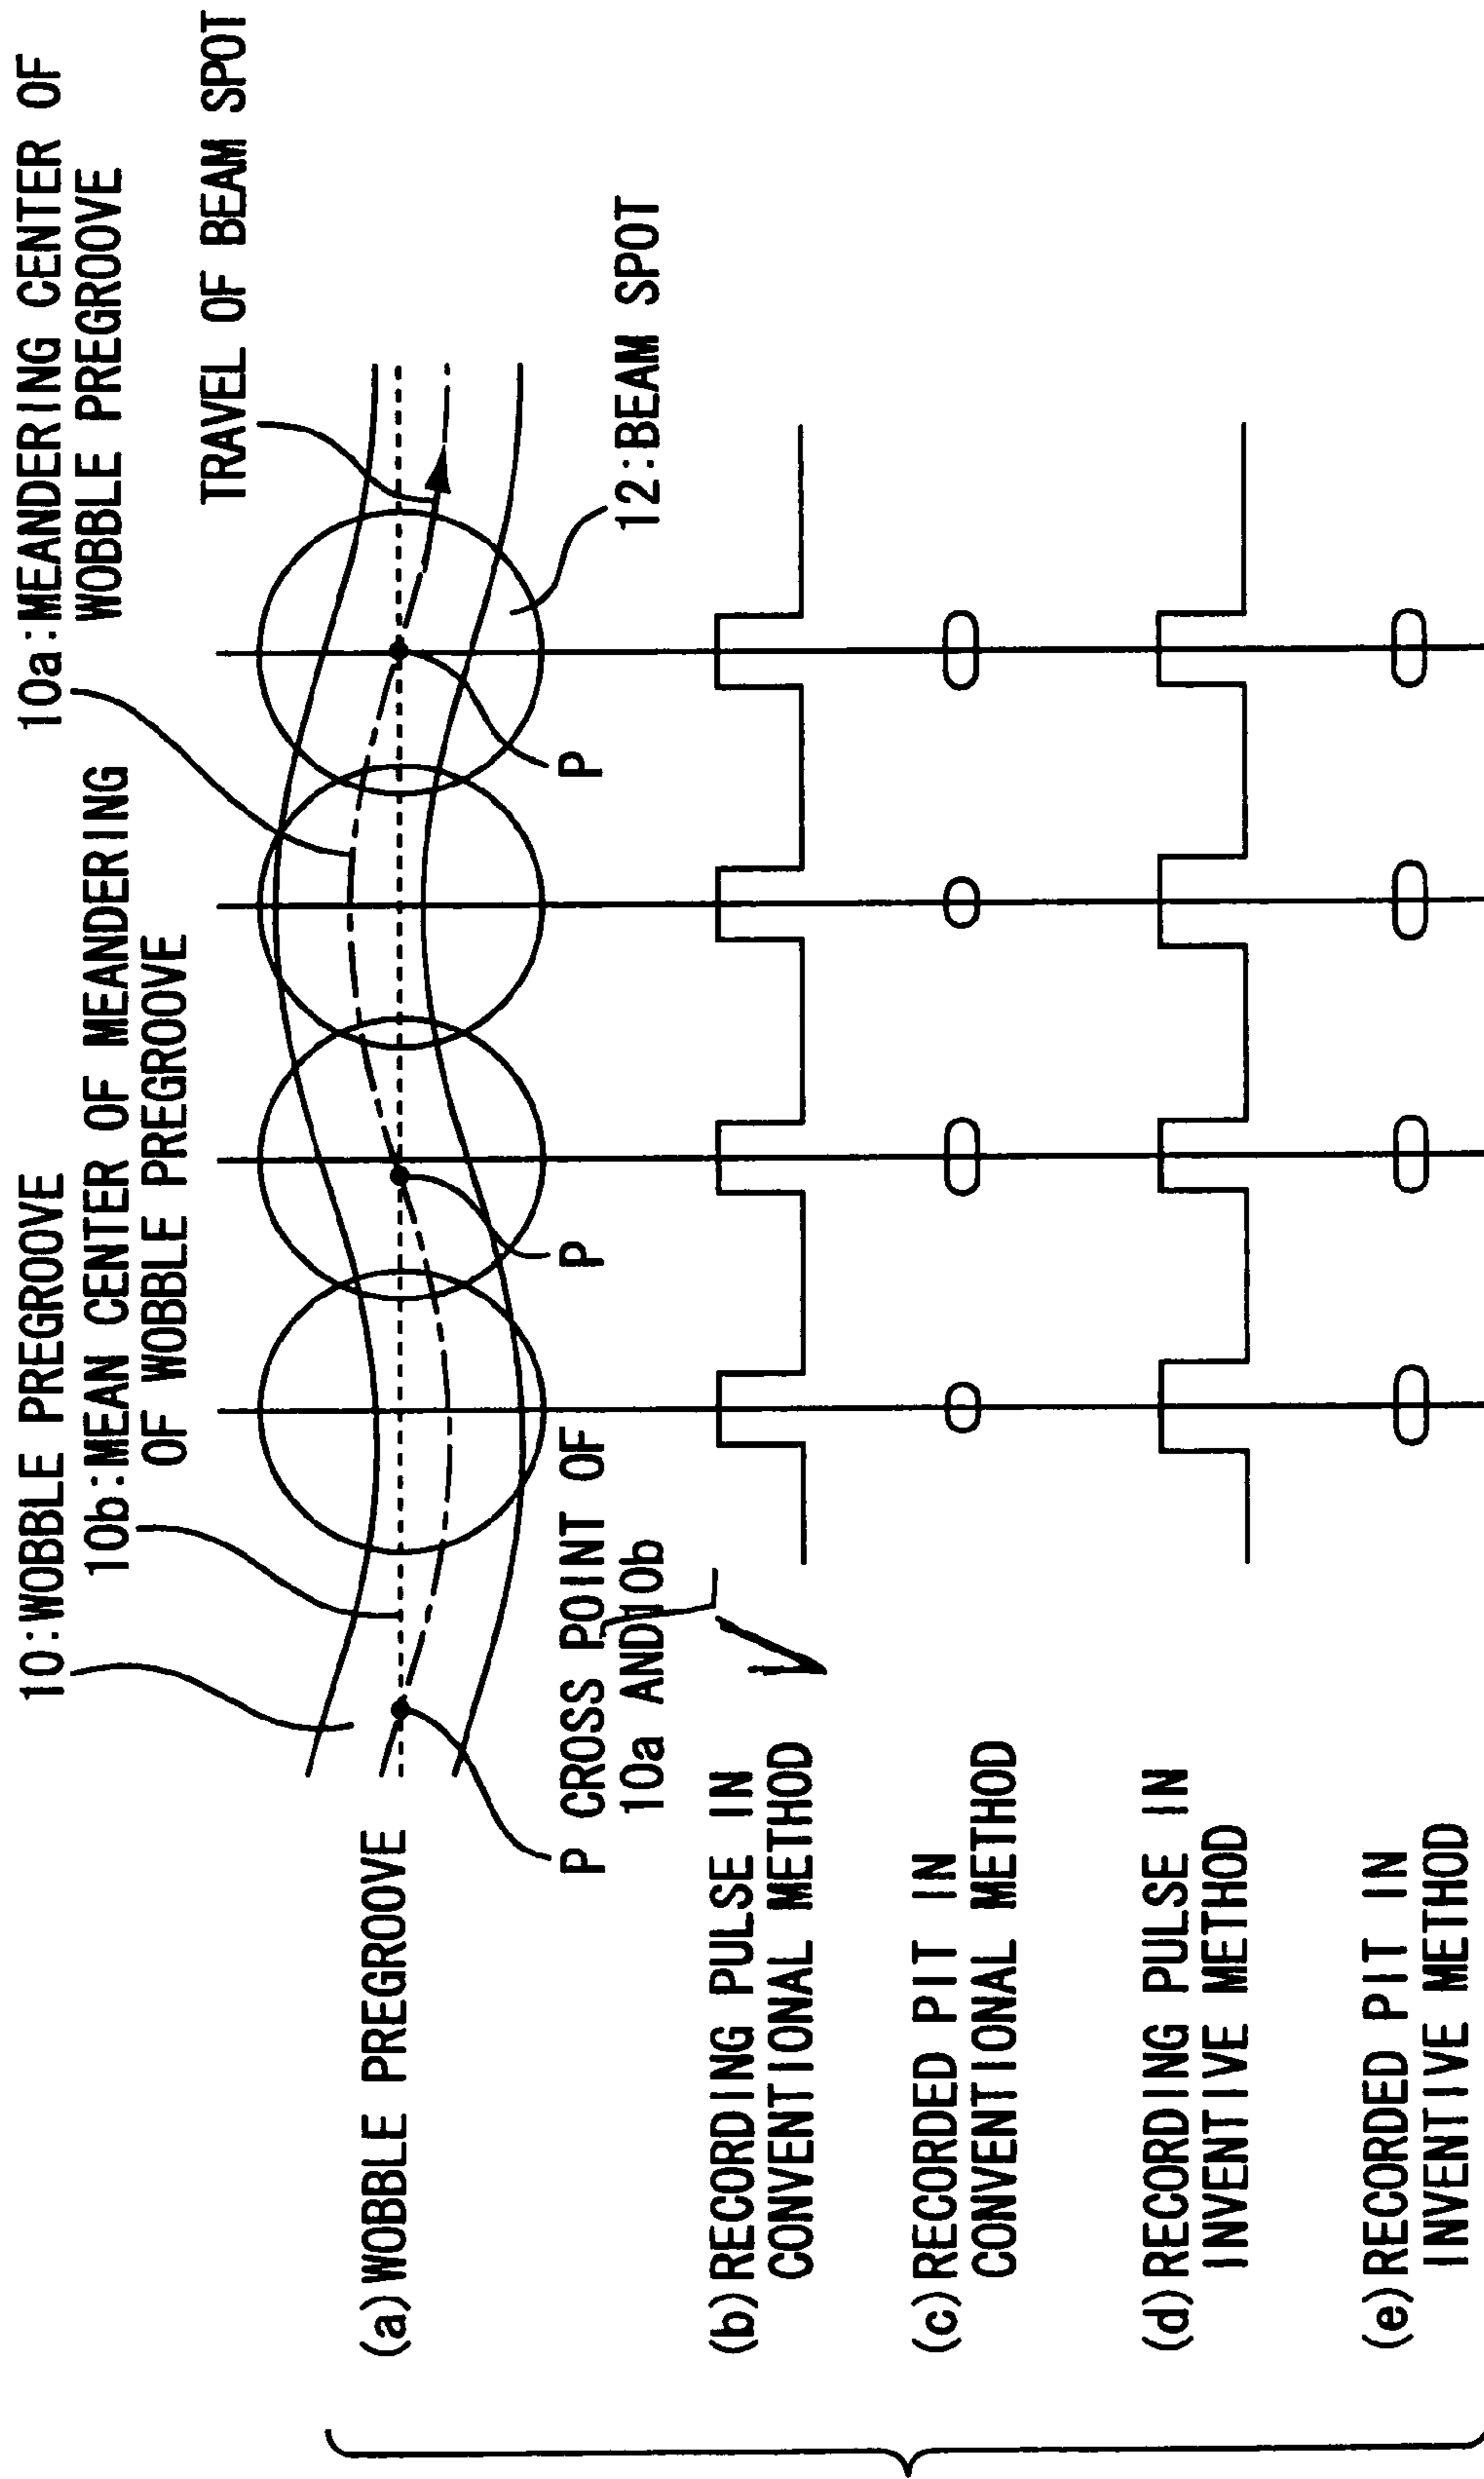 10:WOBBLE PREGROOVE
10b:MEAN CENTER OF MEANDERING
OF WOBBLE PREGROOVE
10a:MEANDERING CENTER OF
WOBBLE PREGROOVE
TRAVEL OF BEAM SPOT
(a) WOBBLE PREGROOVE
P CROSS POINT OF
10a AND10b
P
P
12:BEAM SPOT
(b) RECORDING PULSE IN
CONVENTIONAL METHOD
(c) RECORDED PIT IN
CONVENTIONAL METHOD
(d) RECORDING PULSE IN
INVENTIVE METHOD
(e) RECORDED PIT IN
INVENTIVE METHOD